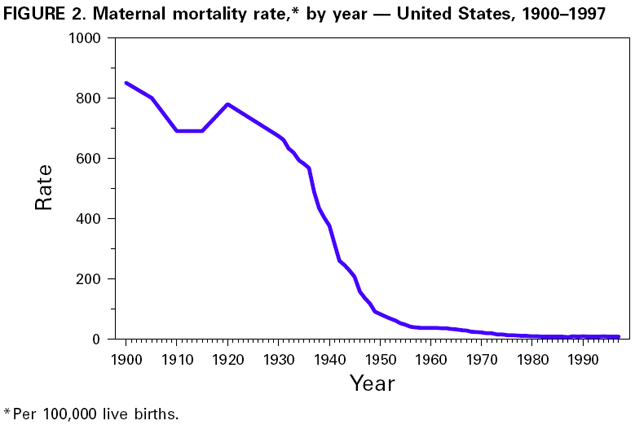 FIGURE 2. Maternal mortality rate,* by year — United States, 1900–1997
1000
800
600
400
200
0
Rate
1900 1910 1920 1930 1940 1950 1960 1970 1980 1990
Year
*Per 100,000 live births.